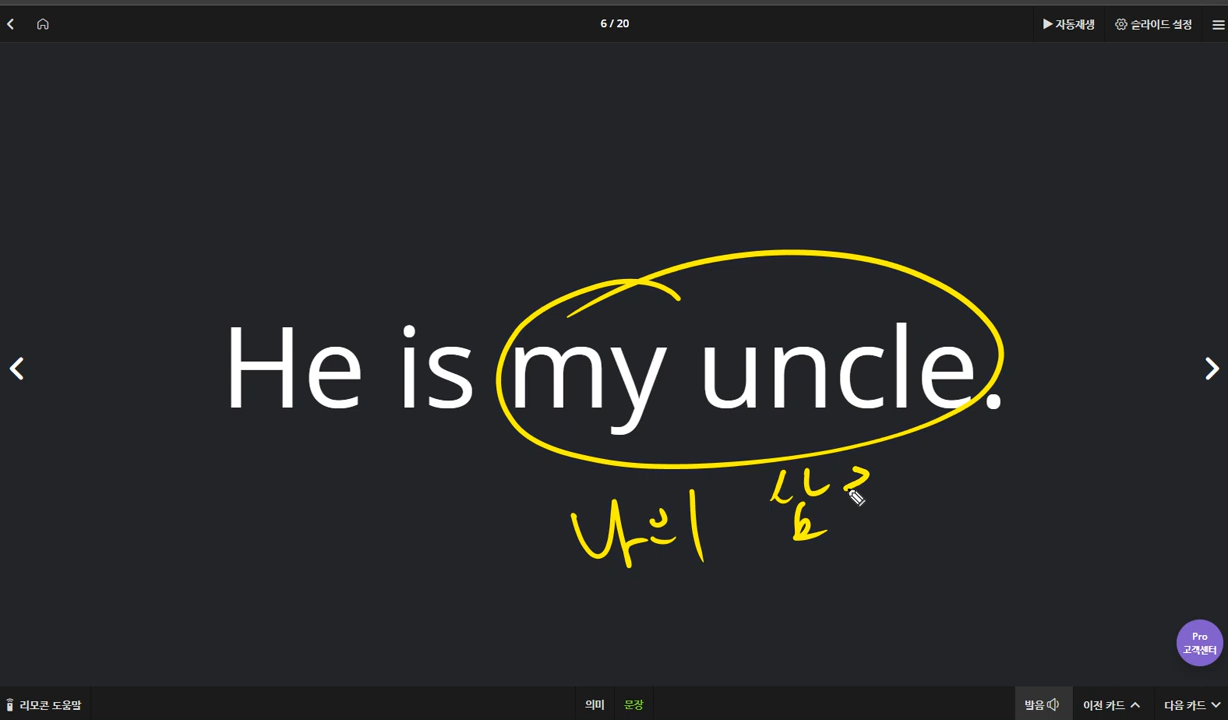 6 / 20
자동재생
슬라이드 설정
He is my uncle.
나의
Pro
고객센터
리모콘 도움말
의미
문장
발음
이전 카드
다음 카드